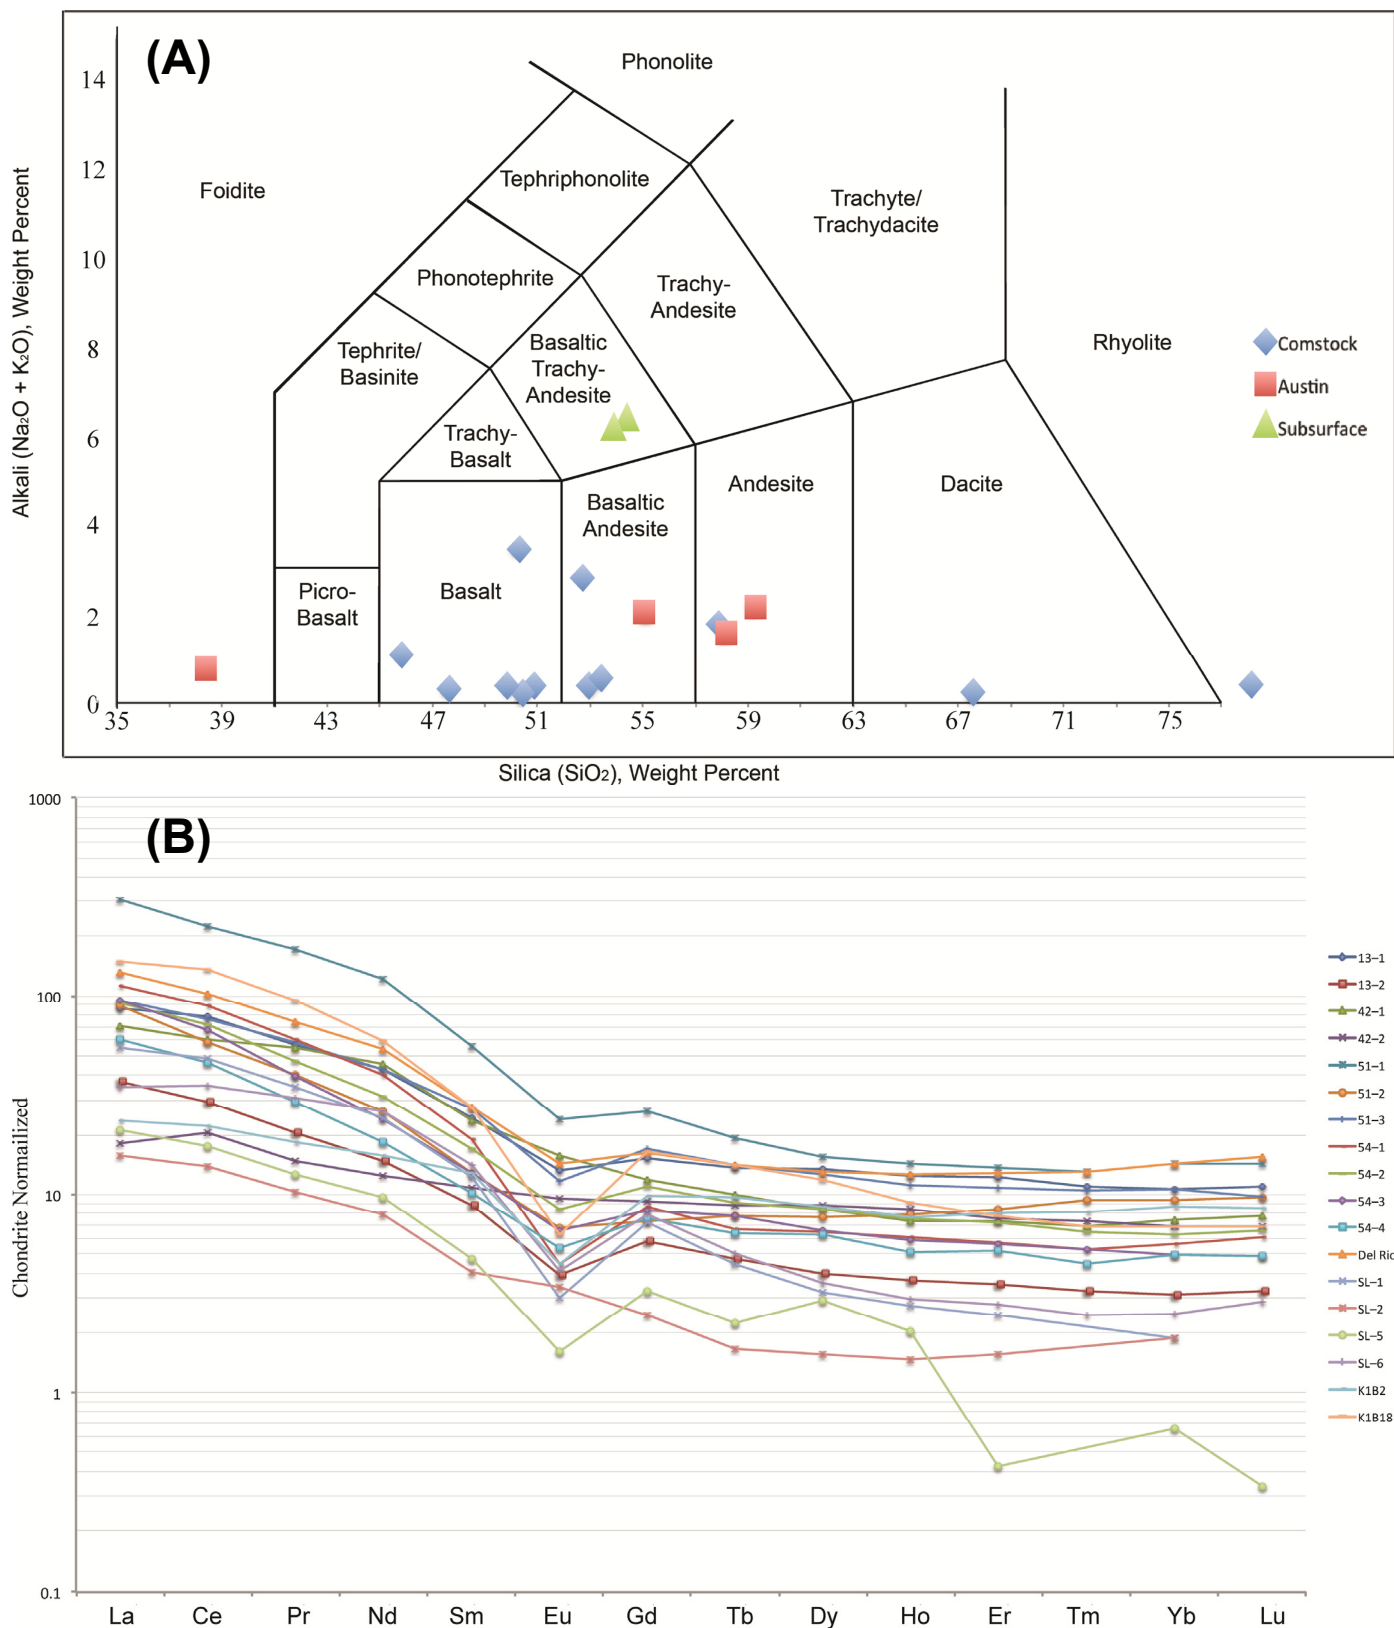 (A)
Alkali (Na₂O + K₂O), Weight Percent
14
12
10
8
6
4
2
0
Phonolite
Foidite
Tephriphonolite
Trachyte/
Trachydacite
Phonotephrite
Trachy-
Andesite
Tephrite/
Basinite
Basaltic
Trachy-
Andesite
Rhyolite
Trachy-
Basalt
Basaltic
Andesite
Andesite
Dacite
Picro-
Basalt
Basalt
Comstock
Austin
Subsurface
35
39
43
47
51
55
59
63
67
71
75
Silica (SiO₂), Weight Percent
(B)
Chondrite Normailized
1000
100
10
1
0.1
La
Ce
Pr
Nd
Sm
Eu
Gd
Tb
Dy
Ho
Er
Tm
Yb
Lu
13–1
13–2
42–1
42–2
51–1
51–2
51–3
54–1
54–2
54–3
54–4
Del Rio
SL–1
SL–2
SL–5
SL–6
K1B2
K1B18